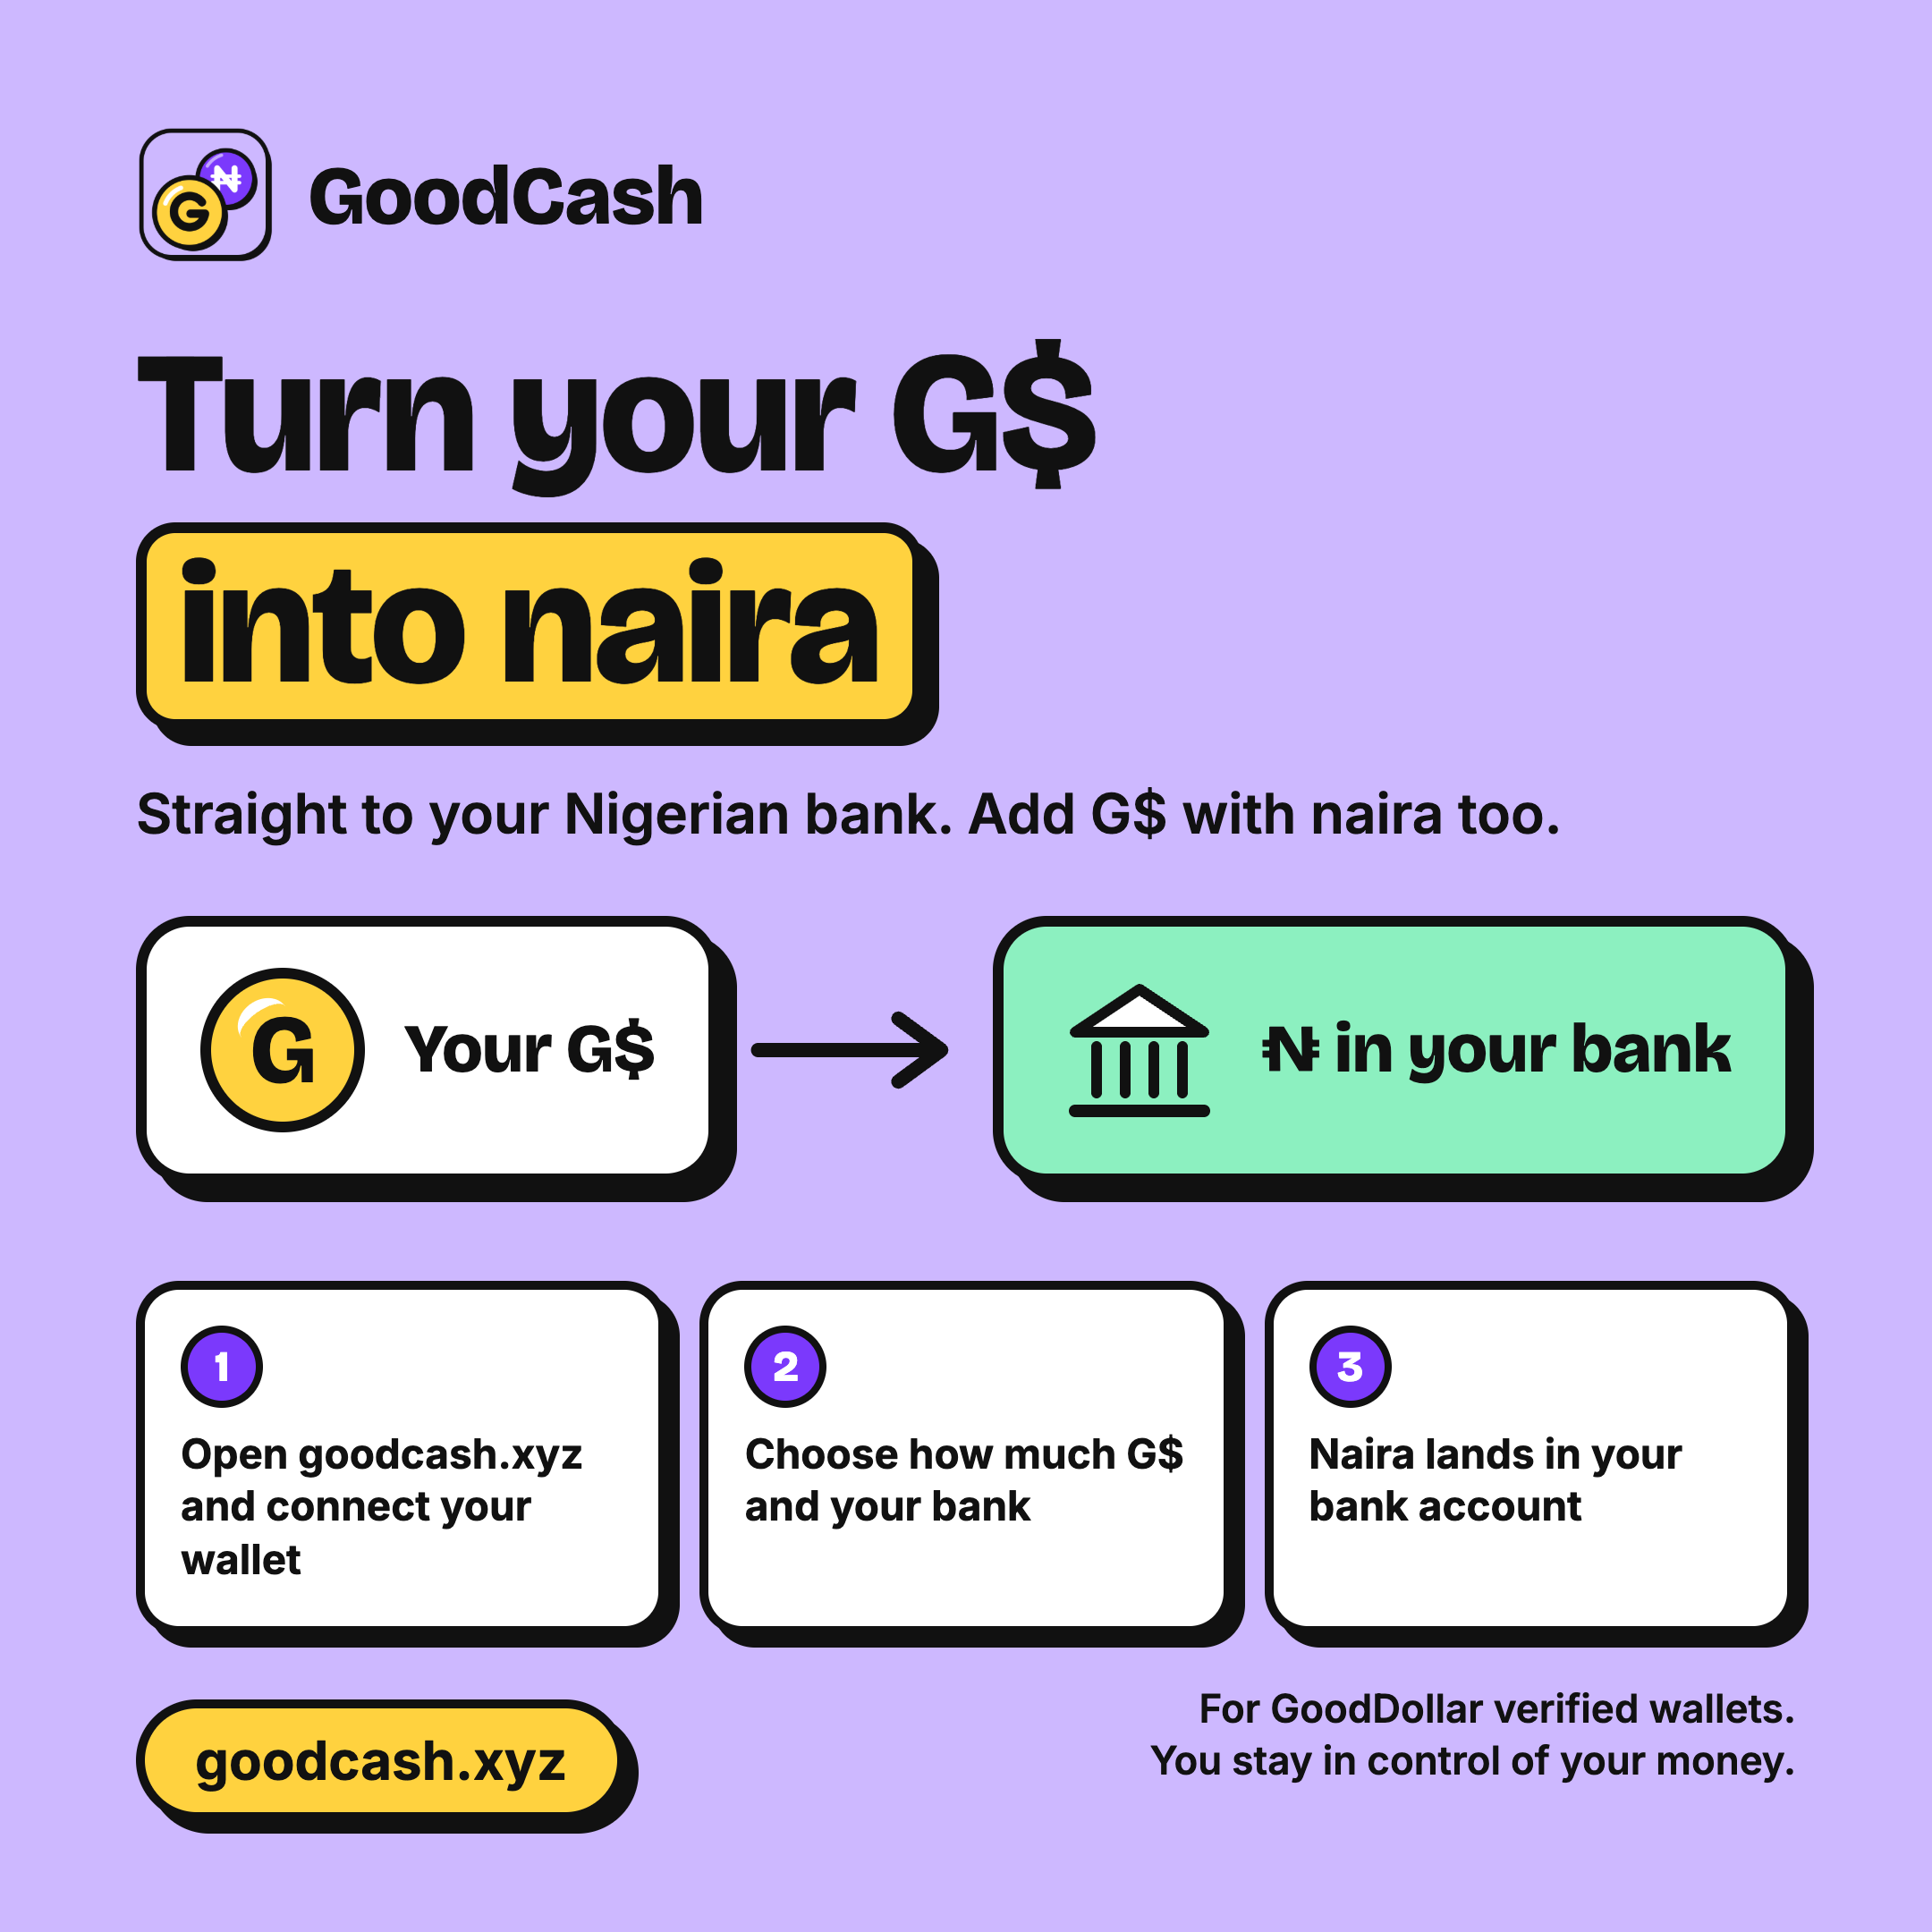 ₦
G
GoodCash
Turn your G$
into naira
Straight to your Nigerian bank. Add G$ with naira too.
G
Your G$
₦ in your bank
1
Open goodcash.xyz
and connect your
wallet
2
Choose how much G$
and your bank
3
Naira lands in your
bank account
goodcash.xyz
For GoodDollar verified wallets.
You stay in control of your money.